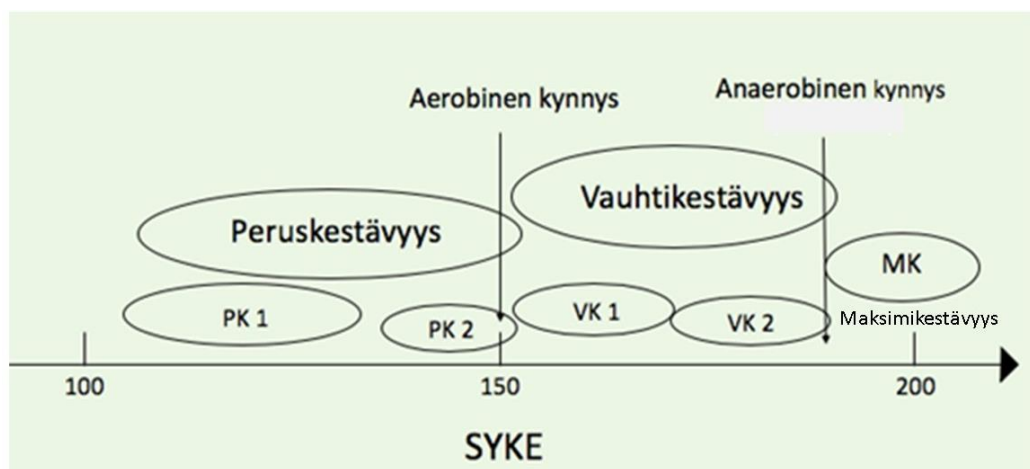 Aerobinen kynnys
Anaerobinen kynnys
Peruskestävyys
Vauhtikestävyys
MK
PK 1
PK 2
VK 1
VK 2
Maksimikestävyys
100
150
200
SYKE